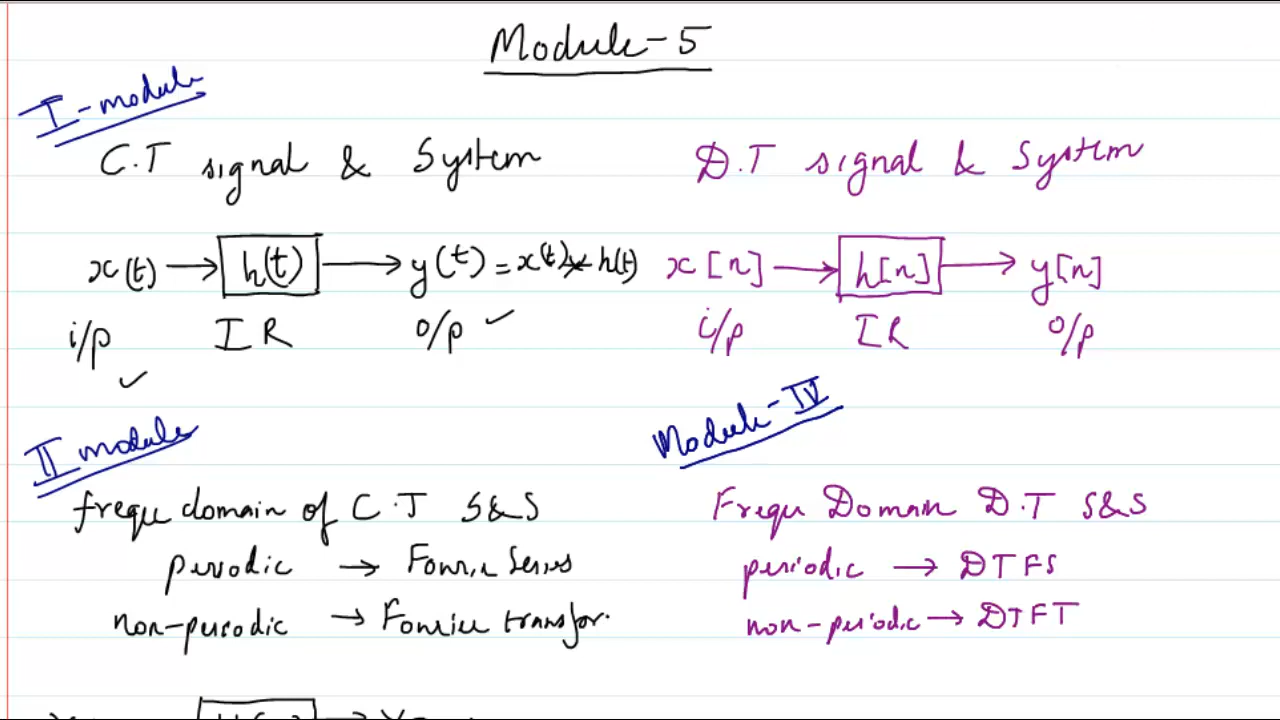 Module-5
I-module
C.T signal & System
D.T signal & System
x(t) → h(t) → y(t) = x(t) * h(t)
x[n] → h[n] → y[n]
i/p IR o/p ✓
i/p IR o/p
✓
II module
Module-IV
frequ domain of C.T S&S
Frequ Domain D.T S&S
periodic → Fourier Series
periodic → DTFS
non-periodic → Fourier transfor.
non-periodic → DTFT